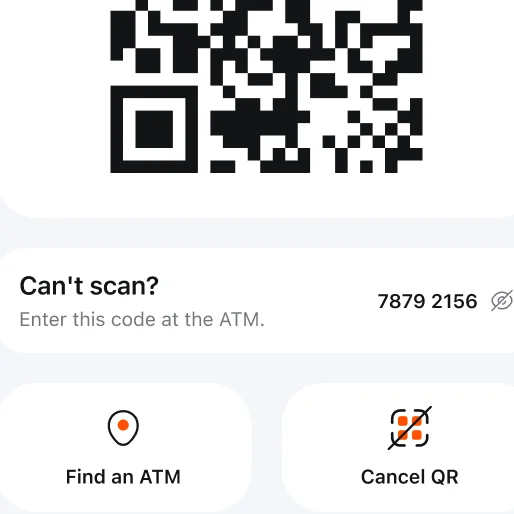 Can't scan?
Enter this code at the ATM.
7879 2156
Find an ATM
Cancel QR